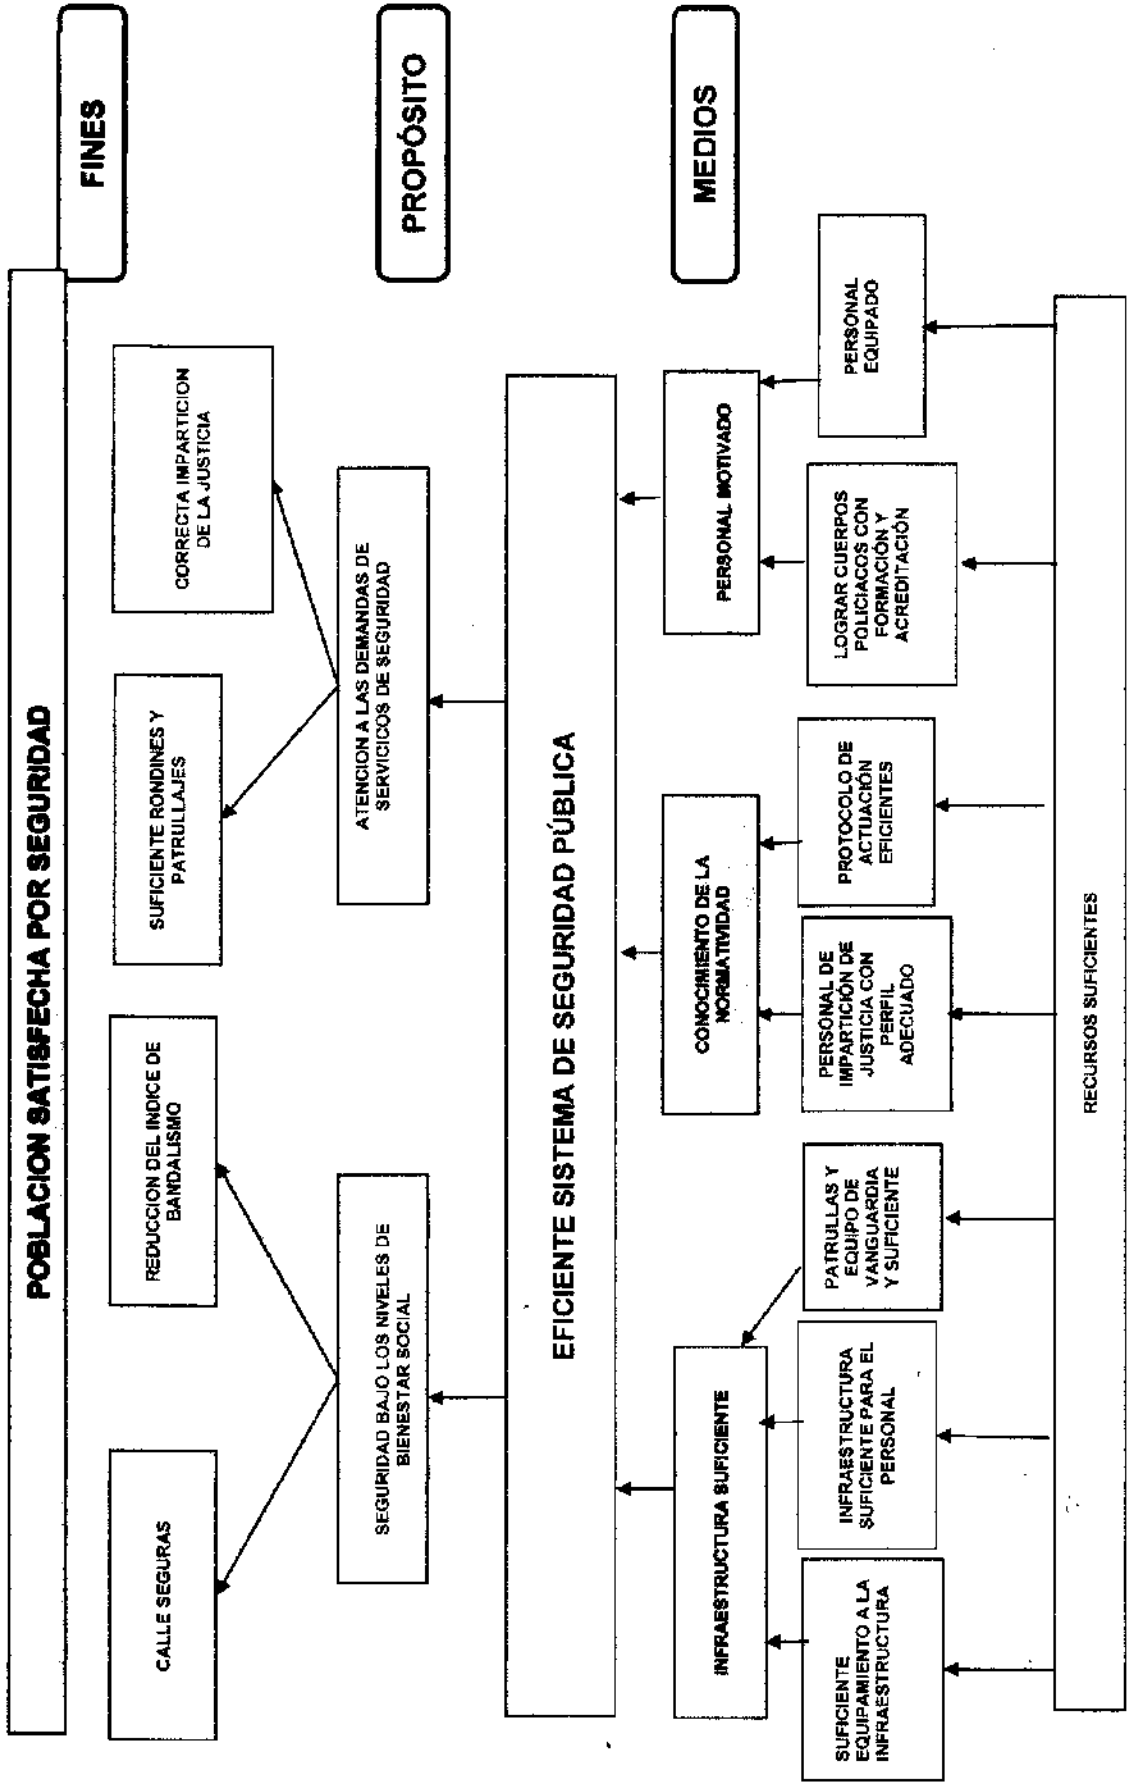 POBLACION SATISFECHA POR SEGURIDAD
FINES
CALLE SEGURAS
REDUCCION DEL INDICE DE
BANDALISMO
SUFICIENTE RONDINES Y
PATRULLAJES
CORRECTA IMPARTICION
DE LA JUSTICIA
PROPÓSITO
SEGURIDAD BAJO LOS NIVELES DE
BIENESTAR SOCIAL
ATENCION A LAS DEMANDAS DE
SERVICICOS DE SEGURIDAD
EFICIENTE SISTEMA DE SEGURIDAD PÚBLICA
MEDIOS
INFRAESTRUCTURA SUFICIENTE
CONOCIMIENTO DE LA
NORMATIVIDAD
PERSONAL MOTIVADO
SUFICIENTE
EQUIPAMIENTO A LA
INFRAESTRUCTURA
INFRAESTRUCTURA
SUFICIENTE PARA EL
PERSONAL
PATRULLAS Y
EQUIPO DE
VANGUARDIA
Y SUFICIENTE
PERSONAL DE
IMPARTICIÓN DE
JUSTICIA CON
PERFIL
ADECUADO
PROTOCOLO DE
ACTUACIÓN
EFICIENTES
LOGRAR CUERPOS
POLICIACOS CON
FORMACIÓN Y
ACREDITACIÓN
PERSONAL
EQUIPADO
RECURSOS SUFICIENTES